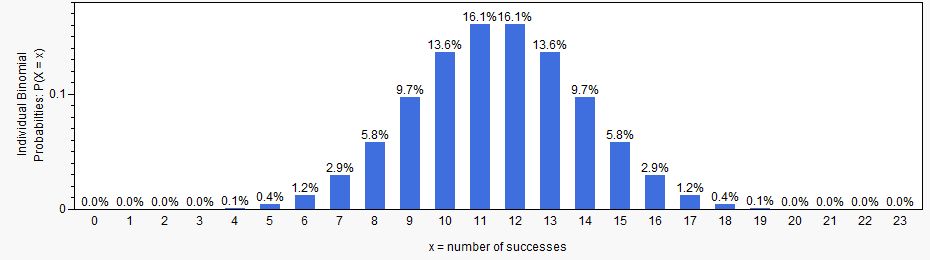 16.1% 16.1%
13.6% 13.6%
9.7% 9.7%
5.8% 5.8%
2.9% 2.9%
1.2% 1.2%
0.0% 0.0% 0.0% 0.0% 0.1% 0.4% 0.4% 0.1% 0.0% 0.0% 0.0% 0.0%
Individual Binomial
Probabilties: P(X = x)
0.1
0
0 1 2 3 4 5 6 7 8 9 10 11 12 13 14 15 16 17 18 19 20 21 22 23
x = number of successes